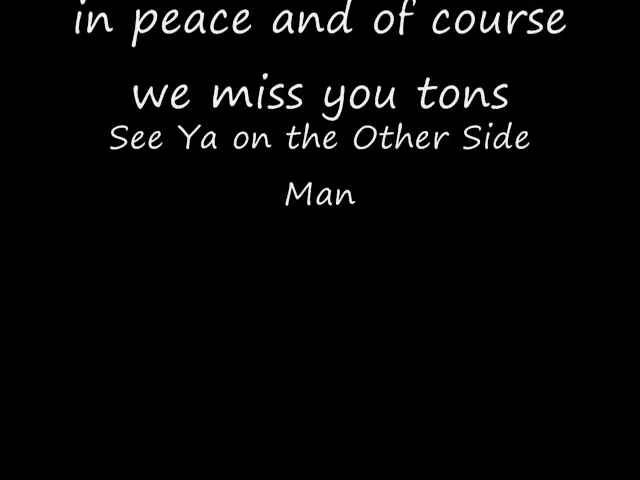 in peace and of course
we miss you tons
See Ya on the Other Side
Man